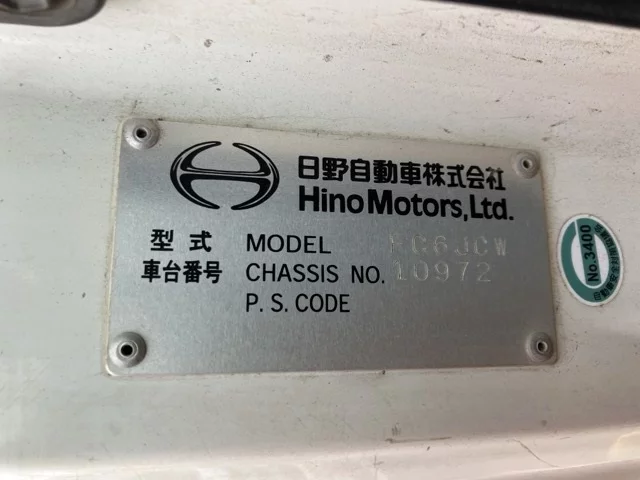 日野自動車株式会社
Hino Motors, Ltd.
型式 MODEL FC6JCW
車台番号 CHASSIS NO. 10972
P.S.CODE
No.3400